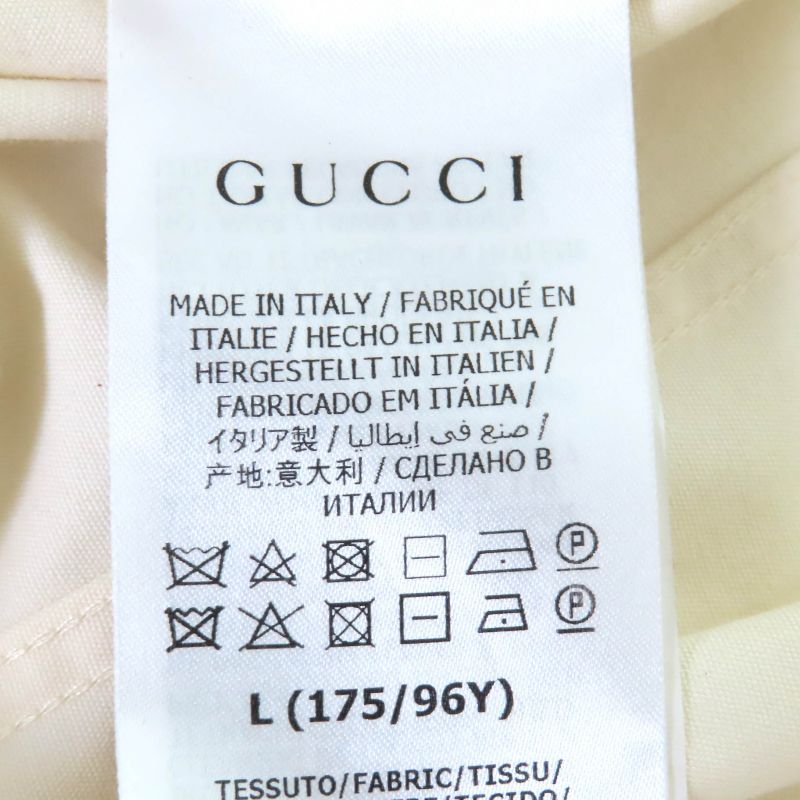 GUCCI
MADE IN ITALY / FABRIQUÉ EN
ITALIE / HECHO EN ITALIA /
HERGESTELLT IN ITALIEN /
FABRICADO EM ITÁLIA /
イタリア製 / صنع في إيطاليا /
产地:意大利 / СДЕЛАНО В
ИТАЛИИ
P
P
L (175/96Y)
TESSUTO/FABRIC/TISSU/